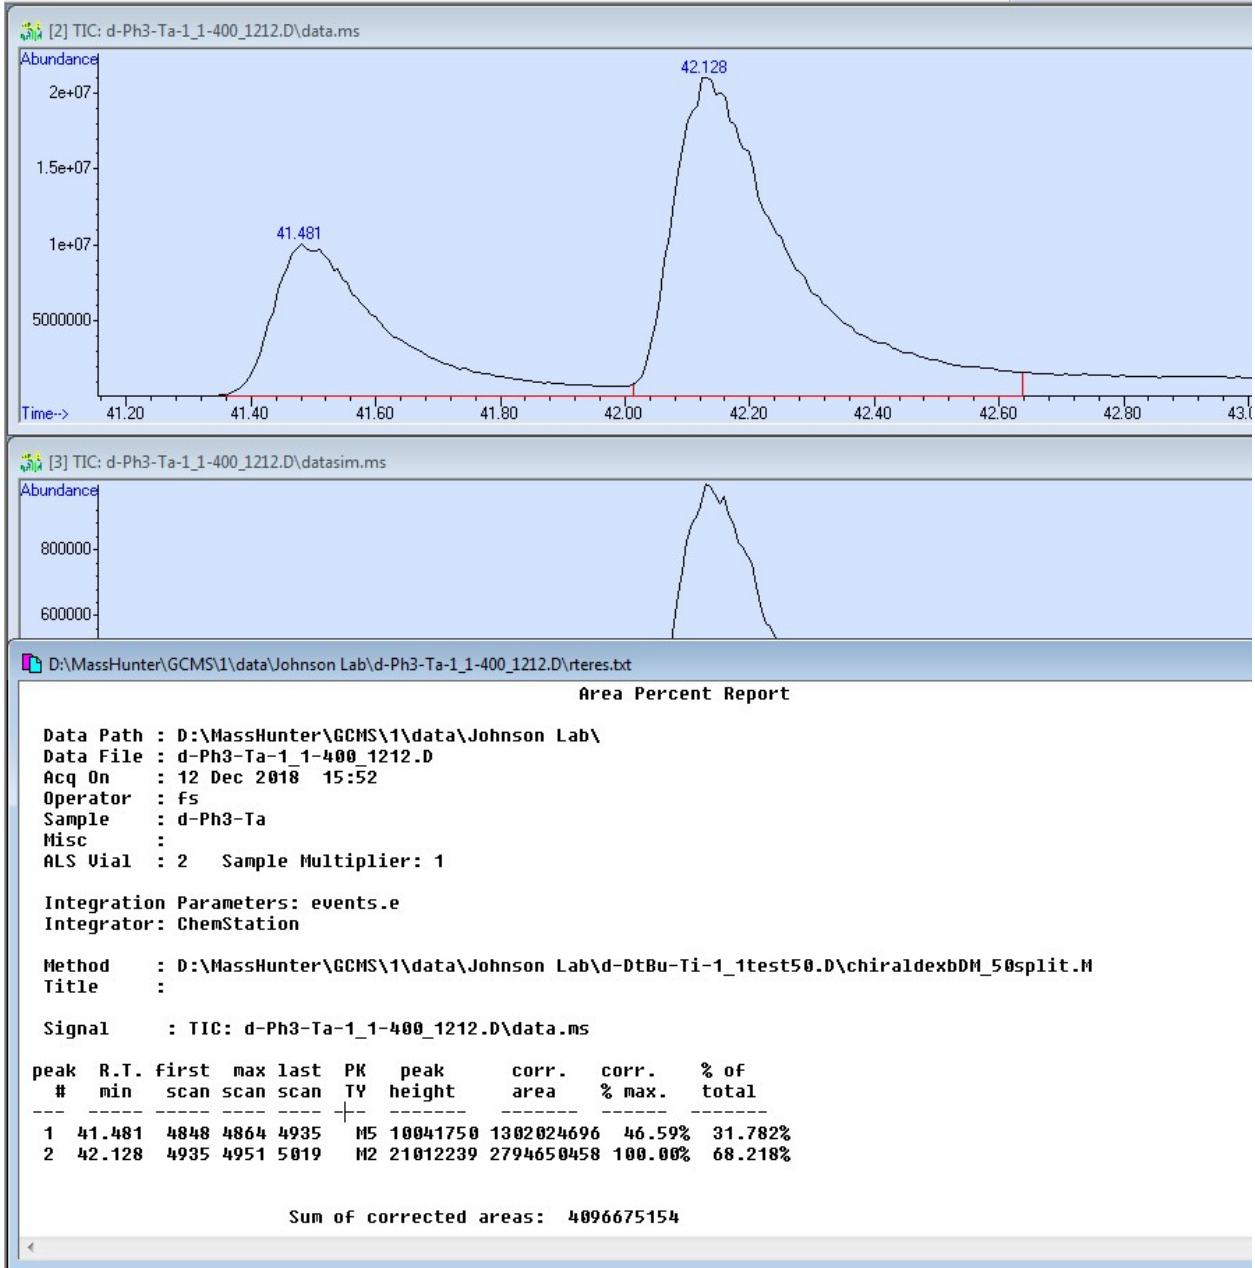 [2] TIC: d-Ph3-Ta-1_1-400_1212.D\data.ms
Abundance
42.128
2e+07
1.5e+07
41.481
1e+07
5000000
Time-->
41.20 41.40 41.60 41.80 42.00 42.20 42.40 42.60 42.80 43.0
[3] TIC: d-Ph3-Ta-1_1-400_1212.D\datasim.ms
Abundance
800000
600000
D:\MassHunter\GCMS\1\data\Johnson Lab\d-Ph3-Ta-1_1-400_1212.D\rteres.txt
Area Percent Report
Data Path : D:\MassHunter\GCMS\1\data\Johnson Lab\
Data File : d-Ph3-Ta-1_1-400_1212.D
Acq On : 12 Dec 2018 15:52
Operator : fs
Sample : d-Ph3-Ta
Misc :
ALS Vial : 2 Sample Multiplier: 1
Integration Parameters: events.e
Integrator: ChemStation
Method : D:\MassHunter\GCMS\1\data\Johnson Lab\d-DtBu-Ti-1_1test50.D\chiraldexbDM_50split.M
Title :
Signal : TIC: d-Ph3-Ta-1_1-400_1212.D\data.ms
peak R.T. first max last PK peak corr. corr. % of
# min scan scan scan TY height area % max. total
--- ----- ----- ---- ---- --- ------- ------- ------ -------
1 41.481 4848 4864 4935 M5 10041750 1302024696 46.59% 31.782%
2 42.128 4935 4951 5019 M2 21012239 2794650458 100.00% 68.218%
Sum of corrected areas: 4096675154